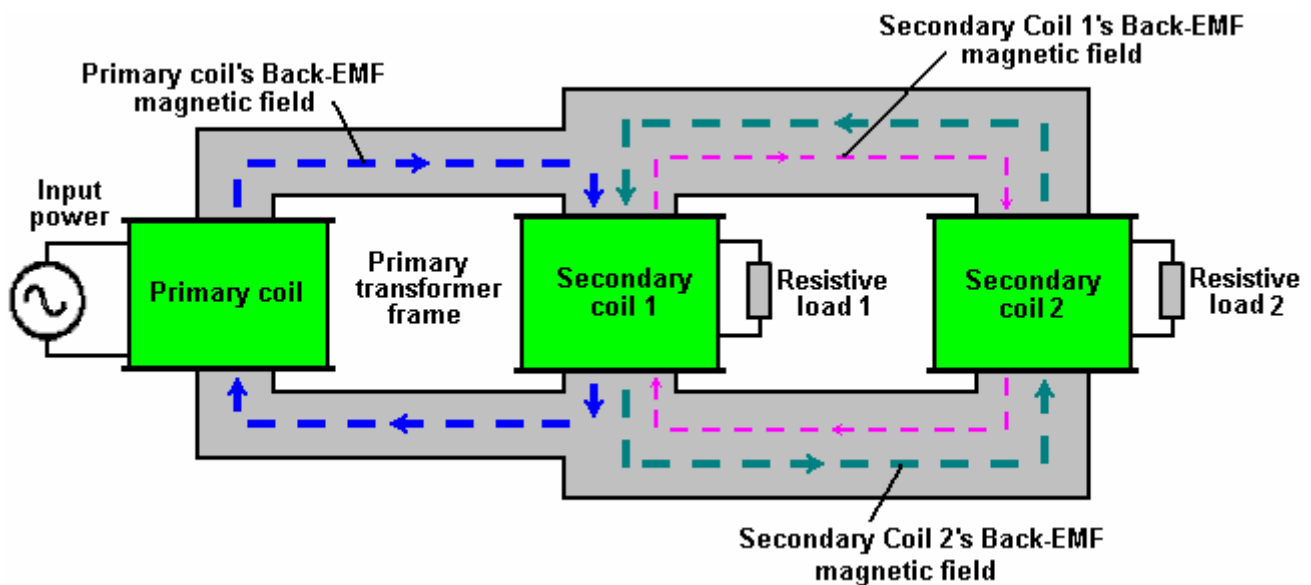 Secondary Coil 1's Back-EMF
magnetic field
Primary coil's Back-EMF
magnetic field
Input
power
Primary coil
Primary
transformer
frame
Secondary
coil 1
Resistive
load 1
Secondary
coil 2
Resistive
load 2
Secondary Coil 2's Back-EMF
magnetic field